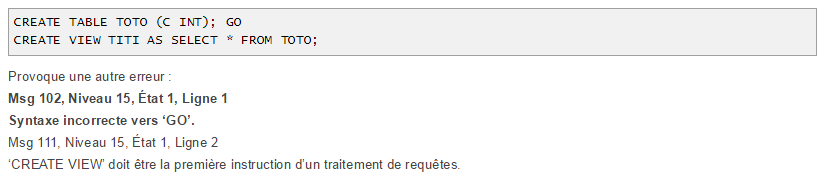 CREATE TABLE TOTO (C INT); GO
CREATE VIEW TITI AS SELECT * FROM TOTO;
Provoque une autre erreur :
Msg 102, Niveau 15, État 1, Ligne 1
Syntaxe incorrecte vers ‘GO’.
Msg 111, Niveau 15, État 1, Ligne 2
‘CREATE VIEW’ doit être la première instruction d’un traitement de requêtes.